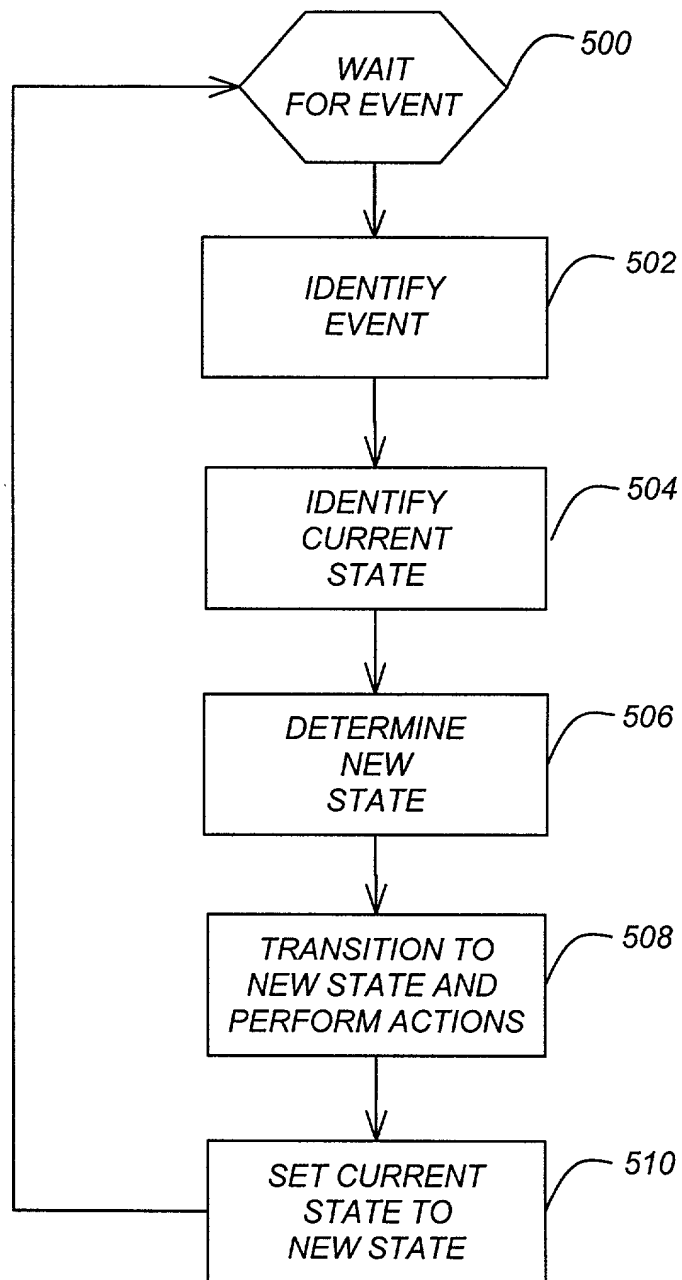 WAIT
FOR EVENT
500
IDENTIFY
EVENT
502
IDENTIFY
CURRENT
STATE
504
DETERMINE
NEW
STATE
506
TRANSITION TO
NEW STATE AND
PERFORM ACTIONS
508
SET CURRENT
STATE TO
NEW STATE
510